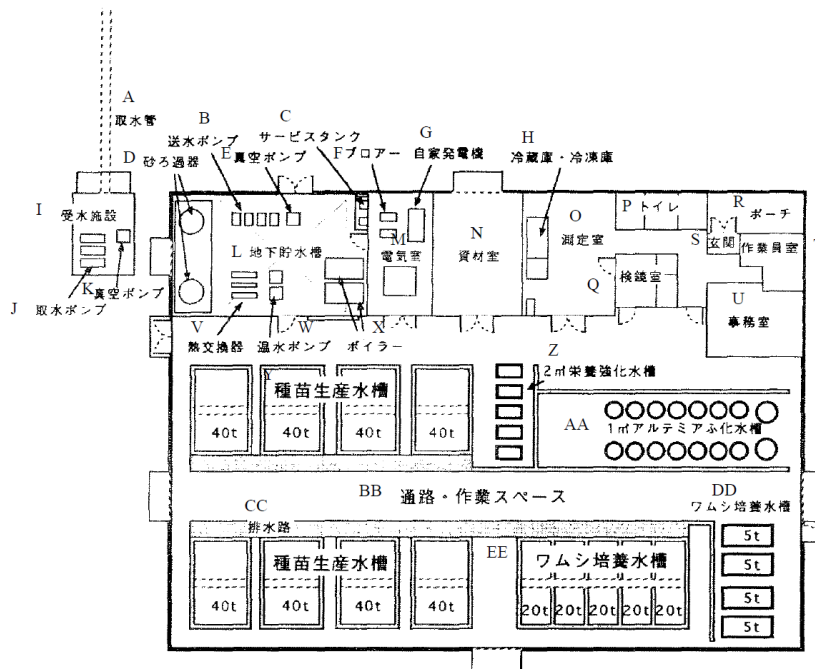 A
取水管
B
送水ポンプ
C
サービスタンク
D
砂ろ過器
E
真空ポンプ
F
ブロアー
G
自家発電機
H
冷蔵庫・冷凍庫
I
受水施設
J
取水ポンプ
K
真空ポンプ
L
地下貯水槽
M
電気室
N
資材室
O
測定室
P
トイレ
Q
検鏡室
R
ポーチ
S
玄関
作業員室
U
事務室
V
熱交換器
W
温水ポンプ
X
ボイラー
Y
種苗生産水槽
40t
40t
40t
40t
Z
2㎥栄養強化水槽
AA
1㎥アルテミアふ化水槽
BB
通路・作業スペース
CC
排水路
DD
ワムシ培養水槽
5t
5t
5t
5t
種苗生産水槽
40t
40t
40t
40t
EE
ワムシ培養水槽
20t
20t
20t
20t
20t